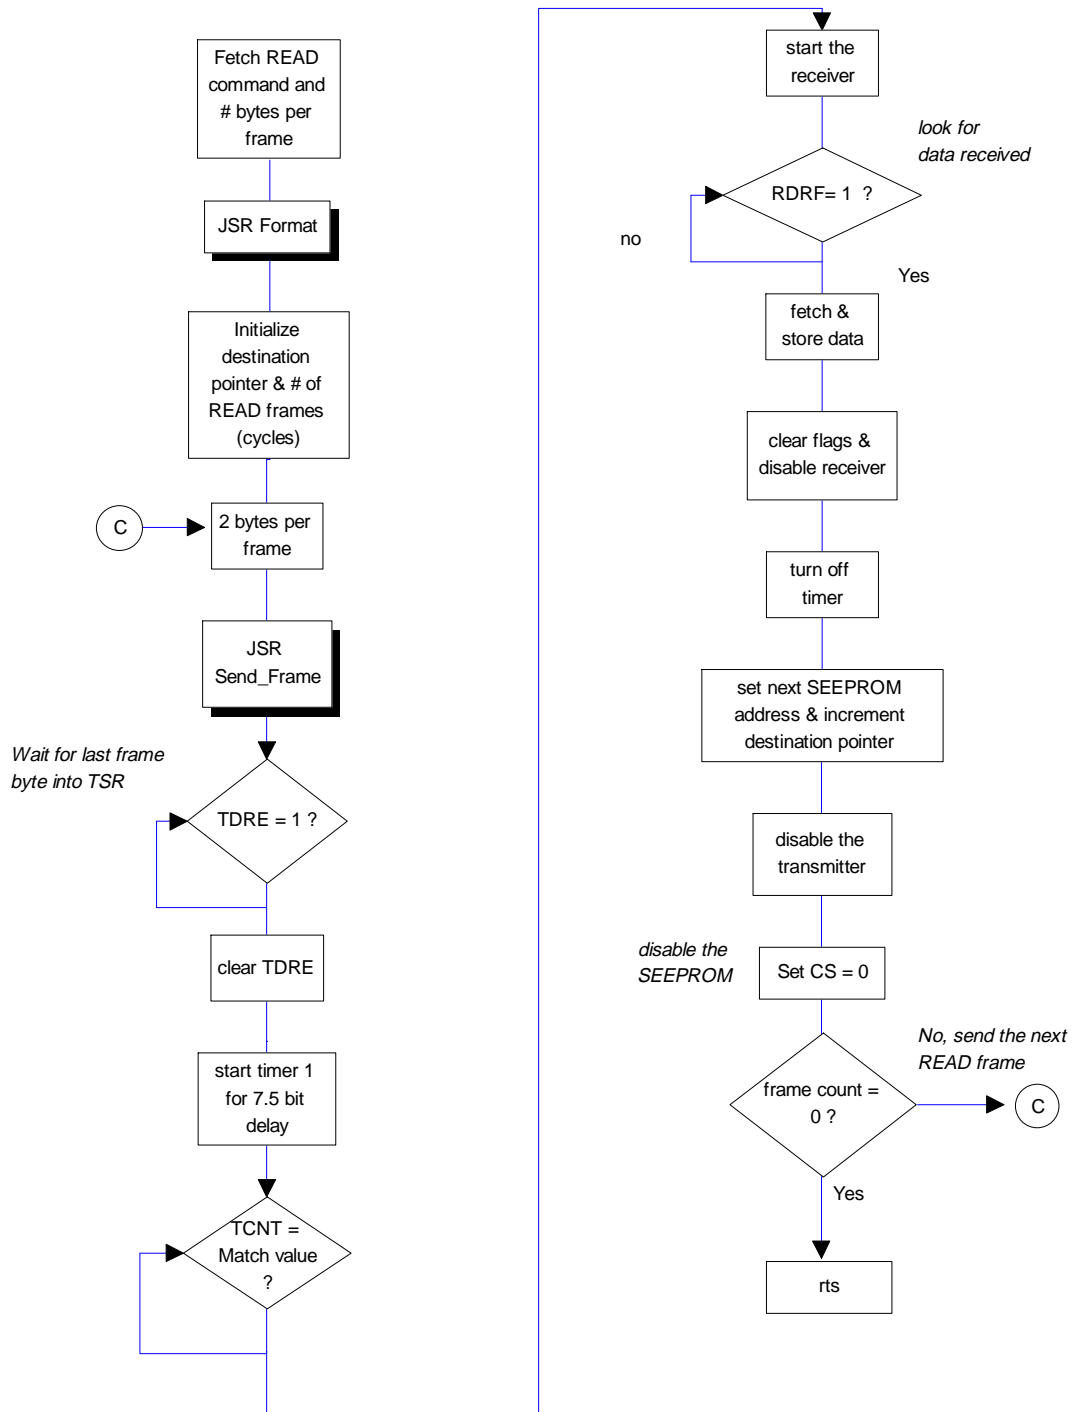 Fetch READ
command and
# bytes per
frame
JSR Format
Initialize
destination
pointer & # of
READ frames
(cycles)
C
2 bytes per
frame
JSR
Send_Frame
Wait for last frame
byte into TSR
TDRE = 1 ?
clear TDRE
start timer 1
for 7.5 bit
delay
TCNT =
Match value
?
start the
receiver
look for
data received
RDRF= 1 ?
no
Yes
fetch &
store data
clear flags &
disable receiver
turn off
timer
set next SEEPROM
address & increment
destination pointer
disable the
transmitter
disable the
SEEPROM
Set CS = 0
No, send the next
READ frame
frame count =
0 ?
C
Yes
rts